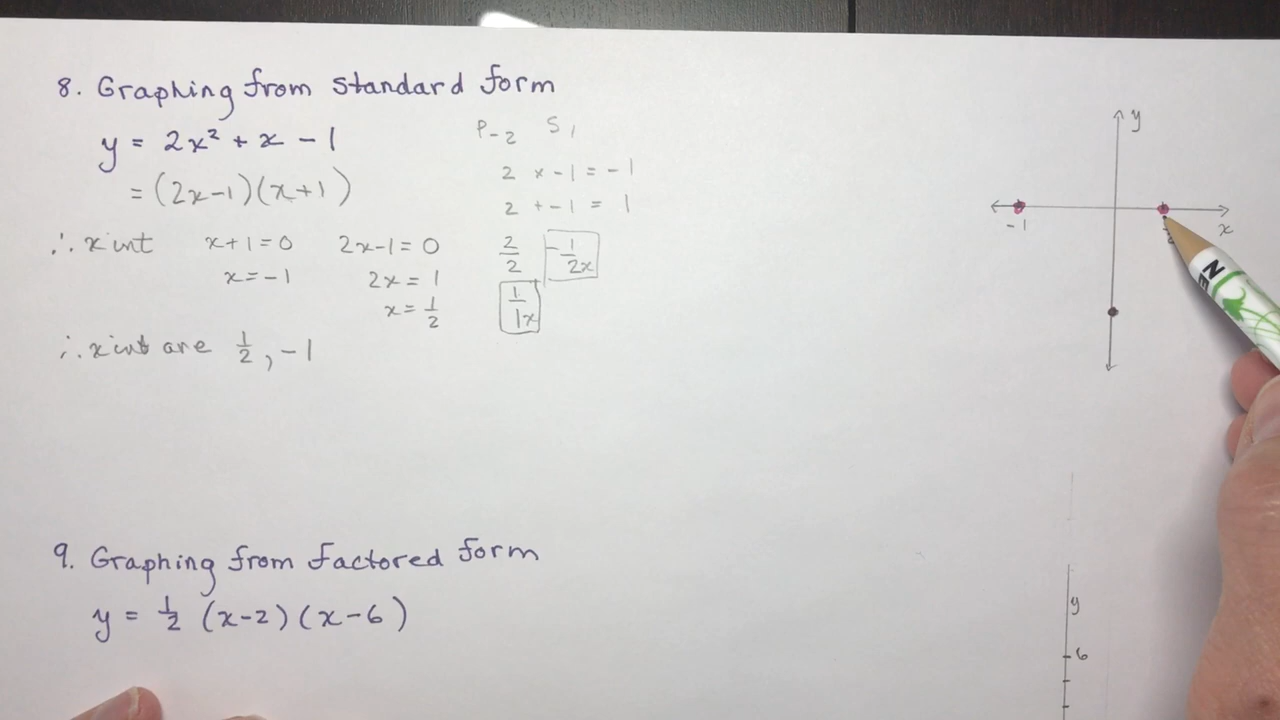 8. Graphing from Standard form
y = 2x² + x - 1
= (2x-1)(x+1)
∴ x int x+1=0 2x-1=0
x=-1 2x=1
x=1/2
∴ x int are 1/2, -1
P-2 S1
2 x -1 = -1
2 + -1 = 1
2/2 -1/2x
1/1x
y
x
-1
9. Graphing from factored form
y = 1/2 (x-2)(x-6)
y
6
NE